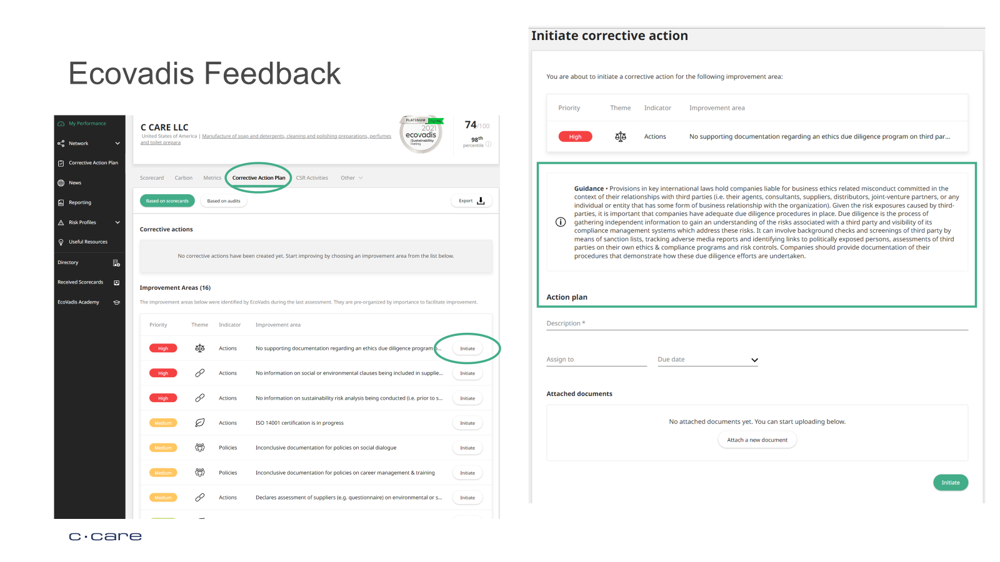 Ecovadis Feedback
My Performance
Network
Corrective Action Plan
News
Reporting
Risk Profiles
Useful Resources
Directory
Received Scorecards
EcoVadis Academy
C CARE LLC
United States of America | Manufacture of soap and detergents, cleaning and polishing preparations, perfumes
and toilet prepara
PLATINUM
Top 1%
2021
ecovadis
Sustainability
Rating
74/100
98th
percentile
Scorecard Carbon Metrics Corrective Action Plan CSR Activities Other
Based on scorecards Based on audits Export
Corrective actions
No corrective actions have been created yet. Start improving by choosing an improvement area from the list below.
Improvement Areas (16)
The improvement areas below were identified by EcoVadis during the last assessment. They are pre-organized by importance to facilitate improvement.
Priority Theme Indicator Improvement area
High Actions No supporting documentation regarding an ethics due diligence program o... Initiate
High Actions No information on social or environmental clauses being included in supplie... Initiate
High Actions No information on sustainability risk analysis being conducted (i.e. prior to s... Initiate
Medium Actions ISO 14001 certification is in progress Initiate
Medium Policies Inconclusive documentation for policies on social dialogue Initiate
Medium Policies Inconclusive documentation for policies on career management & training Initiate
Medium Actions Declares assessment of suppliers (e.g. questionnaire) on environmental or s... Initiate
c·care
Initiate corrective action
You are about to initiate a corrective action for the following improvement area:
Priority Theme Indicator Improvement area
High Actions No supporting documentation regarding an ethics due diligence program on third par...
Guidance • Provisions in key international laws hold companies liable for business ethics related misconduct committed in the
context of their relationships with third parties (i.e. their agents, consultants, suppliers, distributors, joint-venture partners, or any
individual or entity that has some form of business relationship with the organization). Given the risk exposures caused by third-
parties, it is important that companies have adequate due diligence procedures in place. Due diligence is the process of
gathering independent information to gain an understanding of the risks associated with a third party and visibility of its
compliance management systems which address these risks. It can involve background checks and screenings of third party by
means of sanction lists, tracking adverse media reports and identifying links to politically exposed persons, assessments of third
parties on their own ethics & compliance programs and risk controls. Companies should provide documentation of their
procedures that demonstrate how these due diligence efforts are undertaken.
Action plan
Description *
Assign to Due date
Attached documents
No attached documents yet. You can start uploading below.
Attach a new document
Initiate